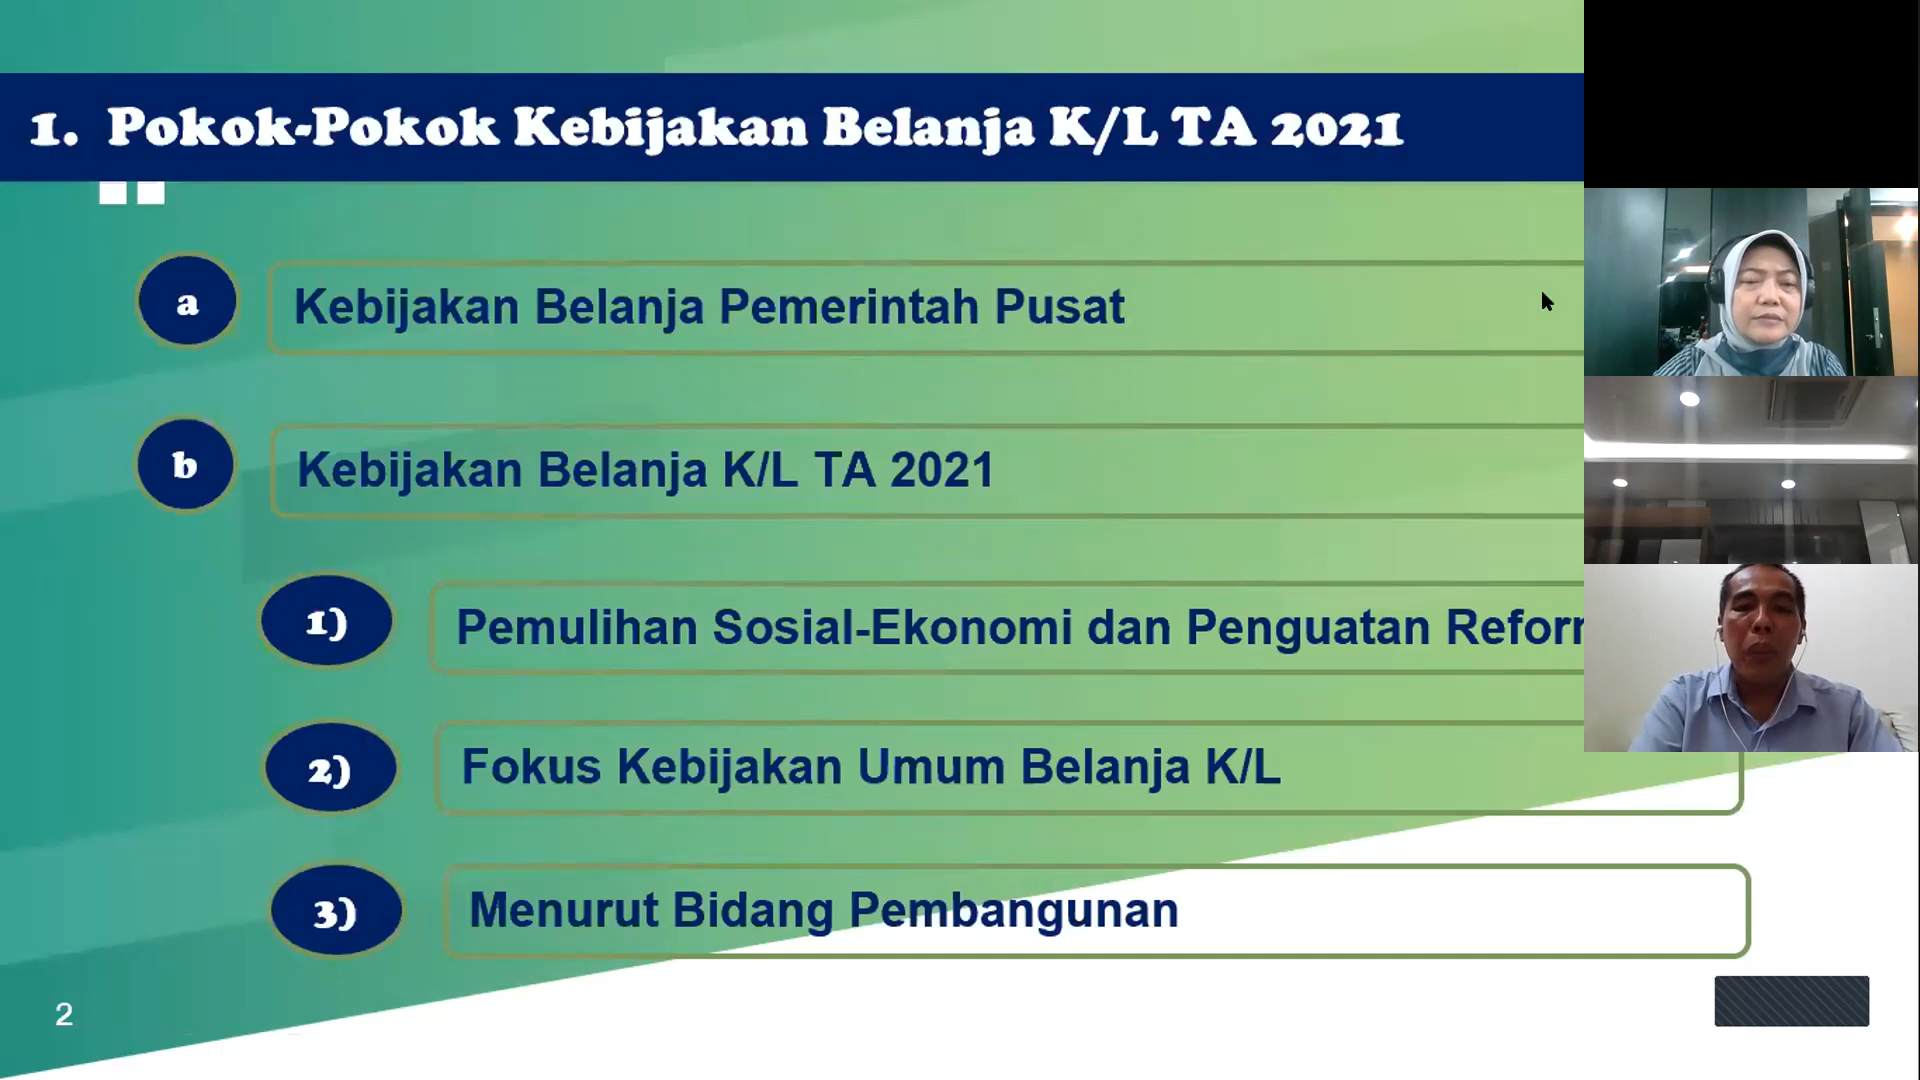 1. Pokok-Pokok Kebijakan Belanja K/L TA 2021
a Kebijakan Belanja Pemerintah Pusat
b Kebijakan Belanja K/L TA 2021
1) Pemulihan Sosial-Ekonomi dan Penguatan
2) Fokus Kebijakan Umum Belanja K/L
3) Menurut Bidang Pembangunan
2